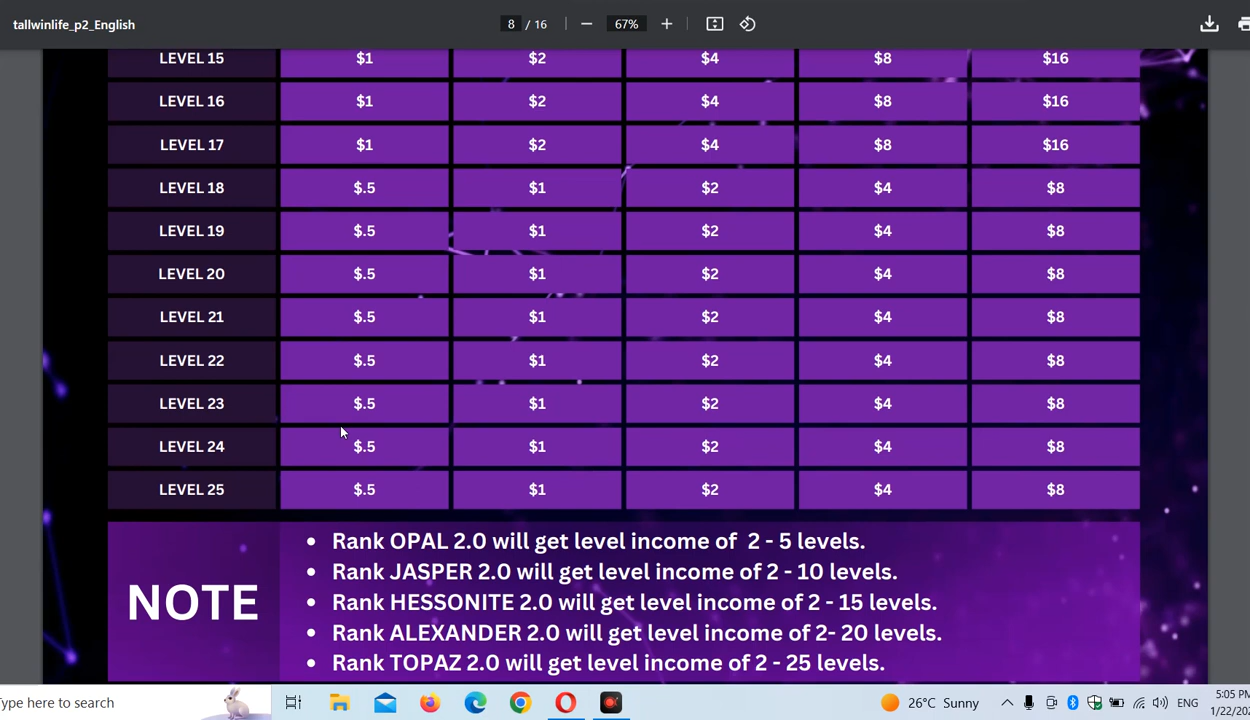 tallwinlife_p2_English
8 / 16
67%
LEVEL 15 $1 $2 $4 $8 $16
LEVEL 16 $1 $2 $4 $8 $16
LEVEL 17 $1 $2 $4 $8 $16
LEVEL 18 $.5 $1 $2 $4 $8
LEVEL 19 $.5 $1 $2 $4 $8
LEVEL 20 $.5 $1 $2 $4 $8
LEVEL 21 $.5 $1 $2 $4 $8
LEVEL 22 $.5 $1 $2 $4 $8
LEVEL 23 $.5 $1 $2 $4 $8
LEVEL 24 $.5 $1 $2 $4 $8
LEVEL 25 $.5 $1 $2 $4 $8
NOTE
• Rank OPAL 2.0 will get level income of 2 - 5 levels.
• Rank JASPER 2.0 will get level income of 2 - 10 levels.
• Rank HESSONITE 2.0 will get level income of 2 - 15 levels.
• Rank ALEXANDER 2.0 will get level income of 2- 20 levels.
• Rank TOPAZ 2.0 will get level income of 2 - 25 levels.
Type here to search
26°C Sunny
ENG
5:05 PM
1/22/20